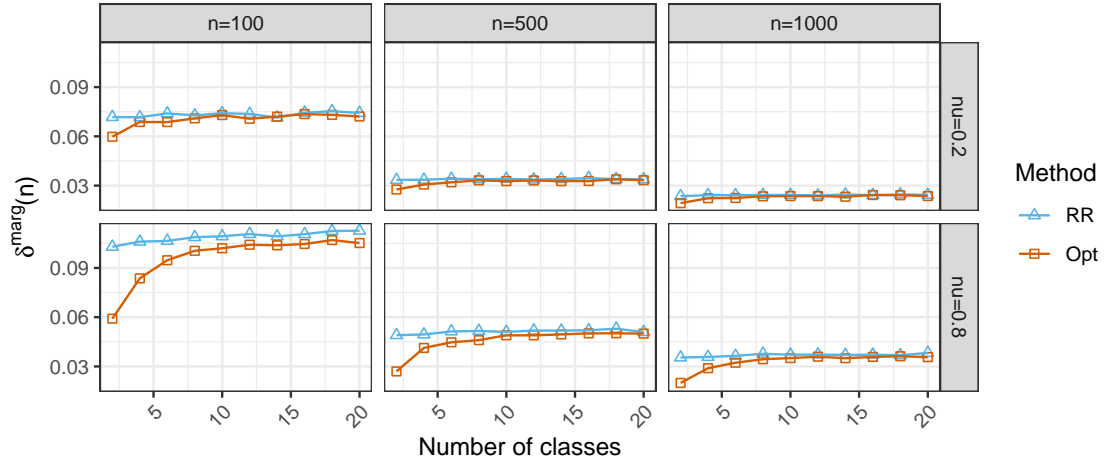 n=100 n=500 n=1000
δ^marg(n)
0.09
0.06
0.03
nu=0.2
0.09
0.06
0.03
nu=0.8
5 10 15 20 5 10 15 20 5 10 15 20
Number of classes
Method
RR
Opt